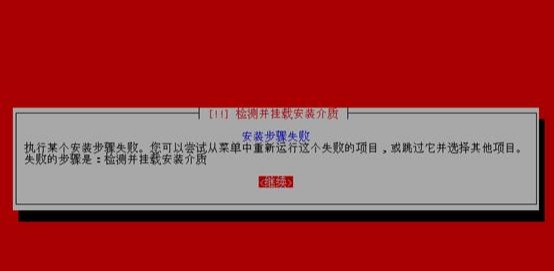 [!!] 检测并挂载安装介质
安装步骤失败
执行某个安装步骤失败。您可以尝试从菜单中重新运行这个失败的项目，或跳过它并选择其他项目。
失败的步骤是：检测并挂载安装介质
<继续>